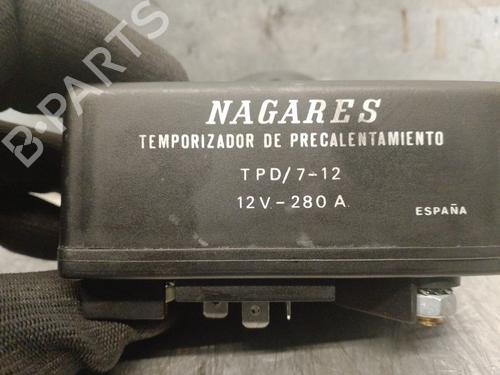 NAGARES
TEMPORIZADOR DE PRECALENTAMIENTO
TPD/7-12
12V.-280 A.
ESPAÑA
B-PARTS